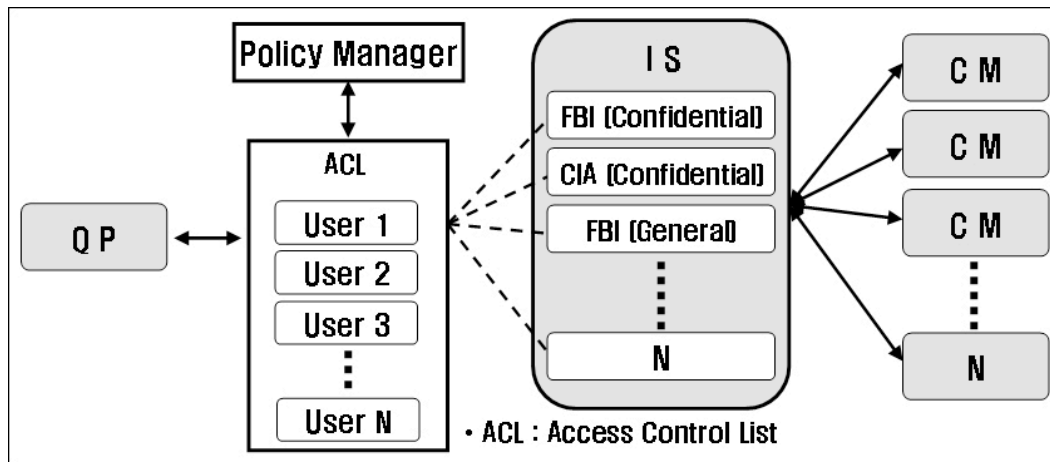 Policy Manager
ACL
User 1
User 2
User 3
User N
Q P
I S
FBI (Confidential)
CIA (Confidential)
FBI (General)
N
C M
C M
C M
N
• ACL : Access Control List